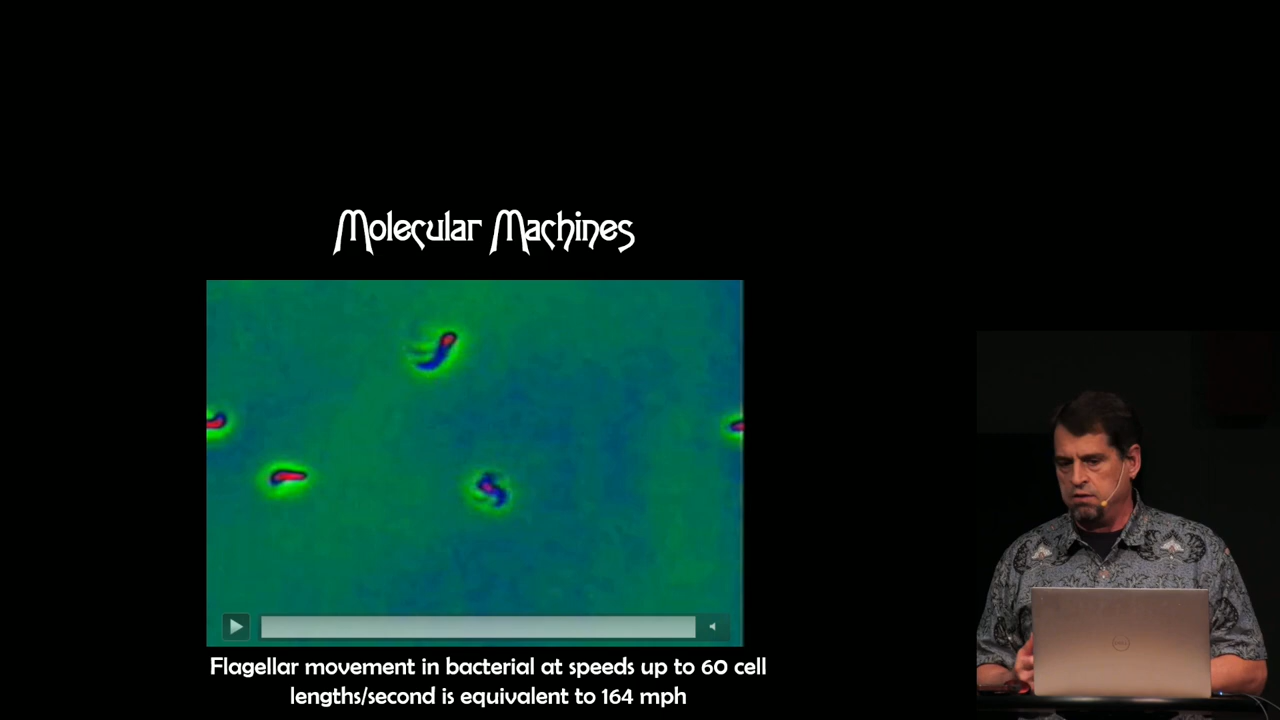 Molecular Machines
Flagellar movement in bacterial at speeds up to 60 cell
lengths/second is equivalent to 164 mph
DELL